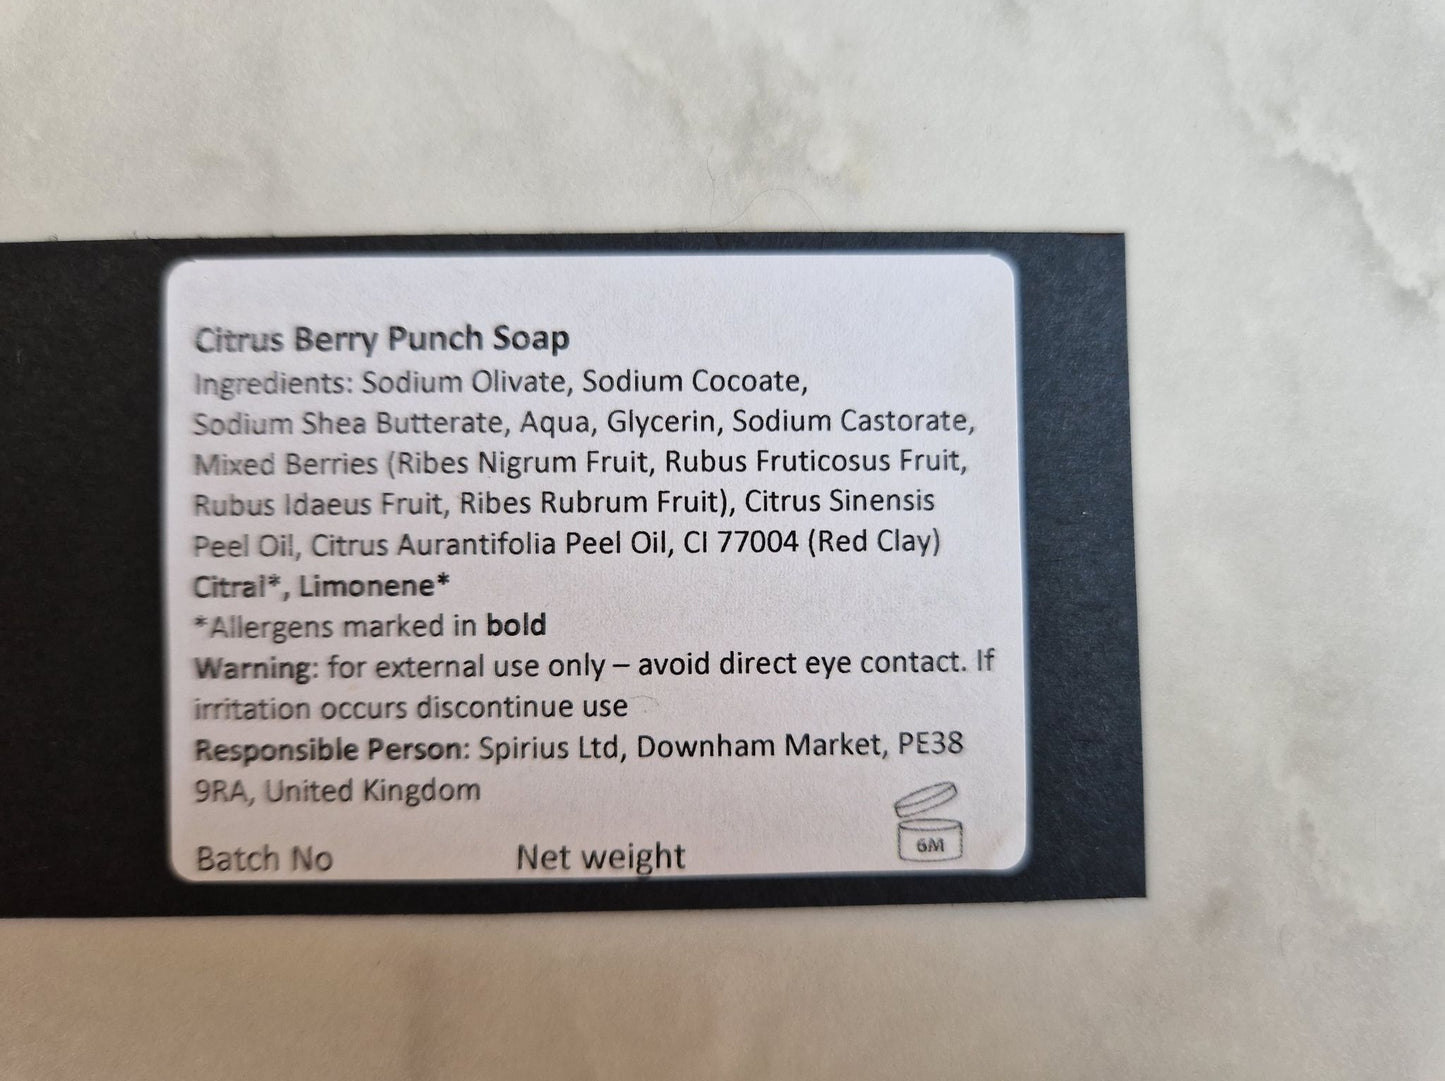 Citrus Berry Punch Soap
Ingredients: Sodium Olivate, Sodium Cocoate,
Sodium Shea Butterate, Aqua, Glycerin, Sodium Castorate,
Mixed Berries (Ribes Nigrum Fruit, Rubus Fruticosus Fruit,
Rubus Idaeus Fruit, Ribes Rubrum Fruit), Citrus Sinensis
Peel Oil, Citrus Aurantifolia Peel Oil, CI 77004 (Red Clay)
Citral*, Limonene*
*Allergens marked in bold
Warning: for external use only – avoid direct eye contact. If
irritation occurs discontinue use
Responsible Person: Spirius Ltd, Downham Market, PE38
9RA, United Kingdom
6M
Batch No Net weight